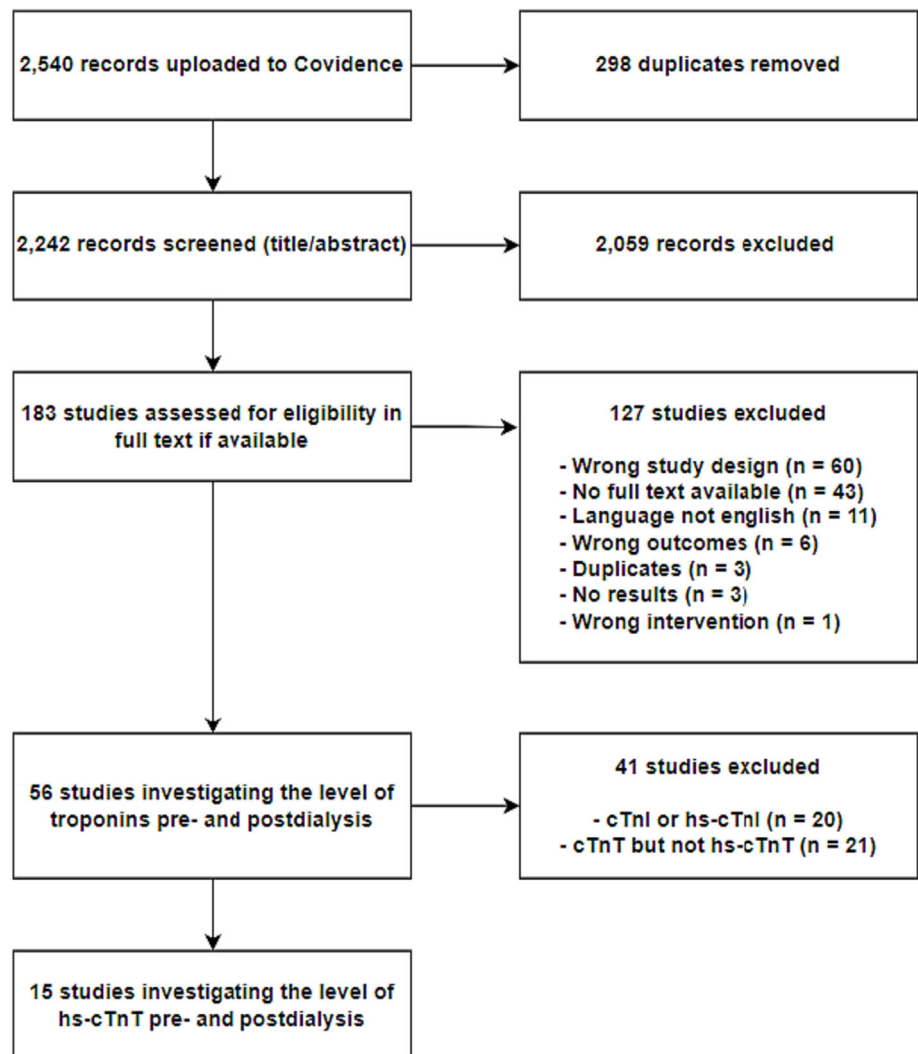 2,540 records uploaded to Covidence
298 duplicates removed
2,242 records screened (title/abstract)
2,059 records excluded
183 studies assessed for eligibility in
full text if available
127 studies excluded
- Wrong study design (n = 60)
- No full text available (n = 43)
- Language not english (n = 11)
- Wrong outcomes (n = 6)
- Duplicates (n = 3)
- No results (n = 3)
- Wrong intervention (n = 1)
56 studies investigating the level of
troponins pre- and postdialysis
41 studies excluded
- cTnI or hs-cTnI (n = 20)
- cTnT but not hs-cTnT (n = 21)
15 studies investigating the level of
hs-cTnT pre- and postdialysis